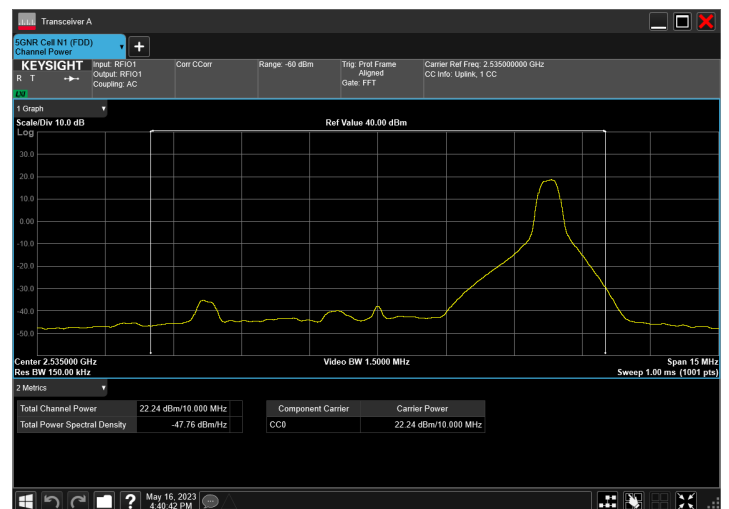 Transceiver A
5GNR Cell N1 (FDD)
Channel Power
KEYSIGHT
R T
LXI
Input: RFIO1
Output: RFIO1
Coupling: AC
Corr CCorr
Range: -60 dBm
Trig: Prot Frame
Aligned
Gate: FFT
Carrier Ref Freq: 2.535000000 GHz
CC Info: Uplink, 1 CC
1 Graph
Scale/Div 10.0 dB
Ref Value 40.00 dBm
Log
30.0
20.0
10.0
0.00
-10.0
-20.0
-30.0
-40.0
-50.0
Center 2.535000 GHz
Video BW 1.5000 MHz
Span 15 MHz
Res BW 150.00 kHz
Sweep 1.00 ms (1001 pts)
2 Metrics
Total Channel Power 22.24 dBm/10.000 MHz
Total Power Spectral Density -47.76 dBm/Hz
Component Carrier Carrier Power
CC0 22.24 dBm/10.000 MHz
?
May 16, 2023
4:40:42 PM